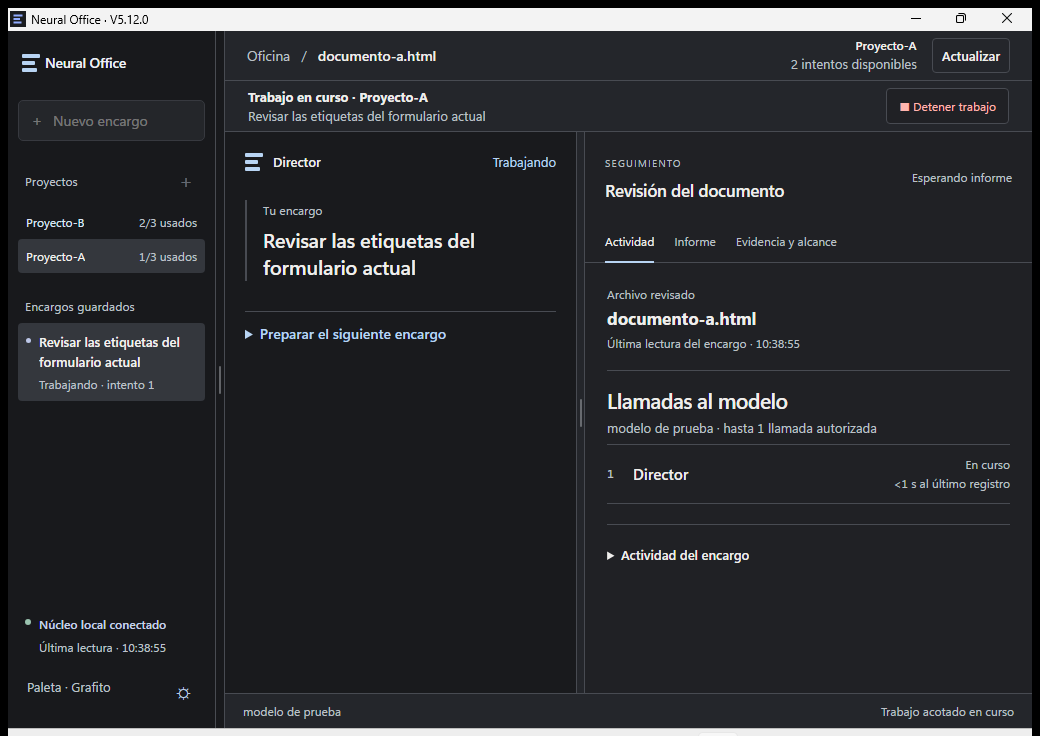 Neural Office · V5.12.0
Neural Office
+ Nuevo encargo
Proyectos +
Proyecto-B 2/3 usados
Proyecto-A 1/3 usados
Encargos guardados
Revisar las etiquetas del
formulario actual
Trabajando · intento 1
Núcleo local conectado
Última lectura · 10:38:55
Paleta · Grafito
Oficina / documento-a.html
Proyecto-A
2 intentos disponibles
Actualizar
Trabajo en curso · Proyecto-A
Revisar las etiquetas del formulario actual
Detener trabajo
Director Trabajando
Tu encargo
Revisar las etiquetas del
formulario actual
Preparar el siguiente encargo
SEGUIMIENTO
Revisión del documento
Esperando informe
Actividad Informe Evidencia y alcance
Archivo revisado
documento-a.html
Última lectura del encargo · 10:38:55
Llamadas al modelo
modelo de prueba · hasta 1 llamada autorizada
1 Director
En curso
<1 s al último registro
Actividad del encargo
modelo de prueba
Trabajo acotado en curso